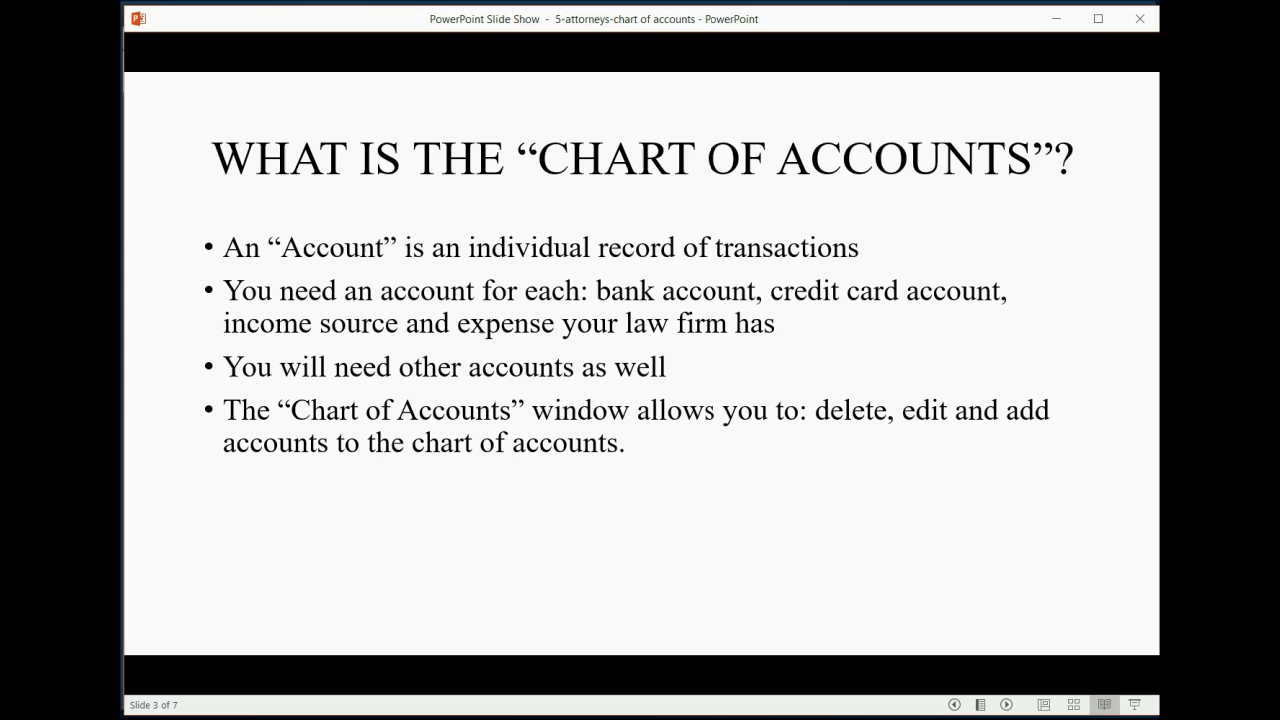 PowerPoint Slide Show - 5-attorneys-chart of accounts - PowerPoint
WHAT IS THE “CHART OF ACCOUNTS”?
• An “Account” is an individual record of transactions
• You need an account for each: bank account, credit card account,
income source and expense your law firm has
• You will need other accounts as well
• The “Chart of Accounts” window allows you to: delete, edit and add
accounts to the chart of accounts.
Slide 3 of 7